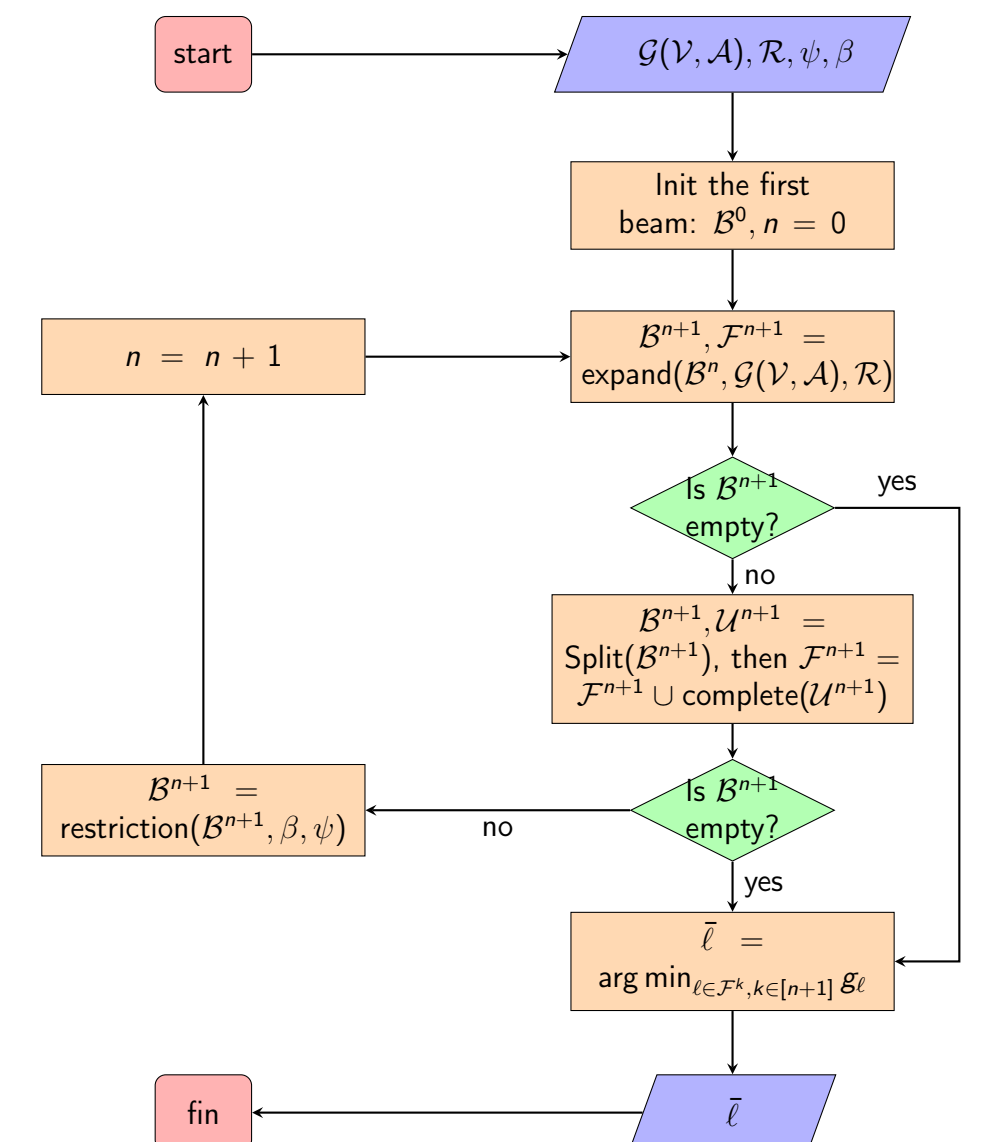 start
𝒢(𝒱, 𝒜), ℛ, ψ, β
Init the first
beam: ℬ⁰, n = 0
n = n + 1
ℬⁿ⁺¹, ℱⁿ⁺¹ =
expand(ℬⁿ, 𝒢(𝒱, 𝒜), ℛ)
Is ℬⁿ⁺¹
empty?
yes
no
ℬⁿ⁺¹, 𝒰ⁿ⁺¹ =
Split(ℬⁿ⁺¹), then ℱⁿ⁺¹ =
ℱⁿ⁺¹ ∪ complete(𝒰ⁿ⁺¹)
ℬⁿ⁺¹ =
restriction(ℬⁿ⁺¹, β, ψ)
no
Is ℬⁿ⁺¹
empty?
yes
ℓ̄ =
arg min_{ℓ∈ℱᵏ, k∈[n+1]} g_ℓ
fin
ℓ̄